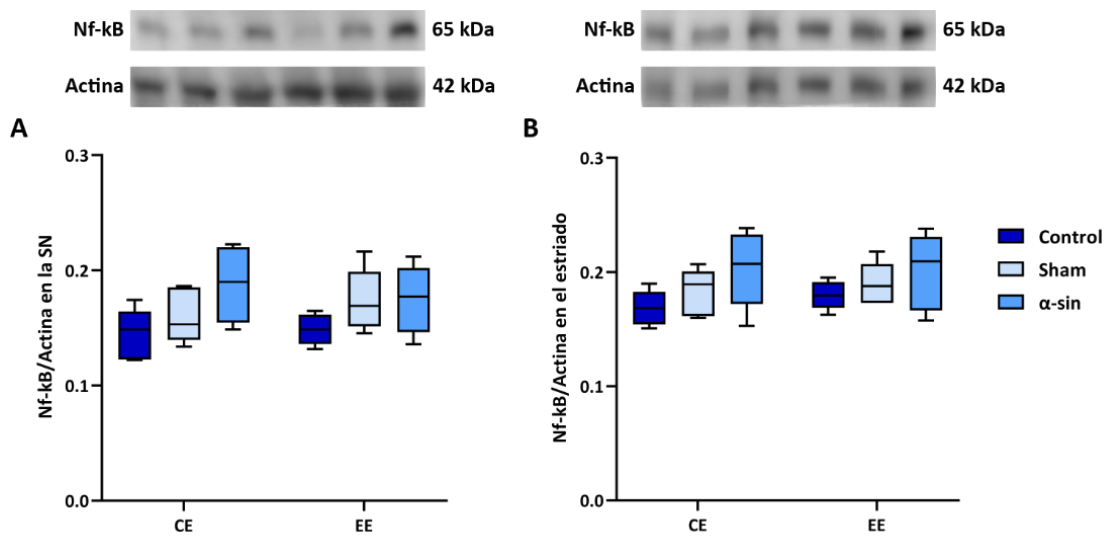 Nf-kB 65 kDa
Actina 42 kDa
A
Nf-kB/Actina en la SN
0.3
0.2
0.1
0.0
CE EE
Nf-kB 65 kDa
Actina 42 kDa
B
Nf-kB/Actina en el estriado
0.3
0.2
0.1
0.0
CE EE
Control
Sham
α-sin